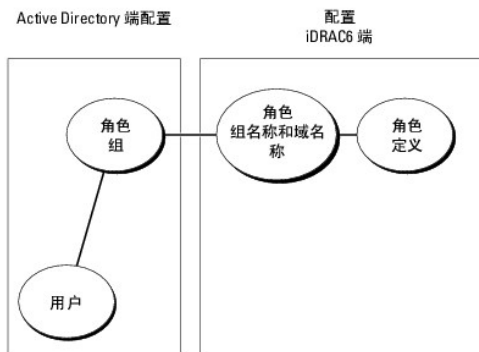 Active Directory 端配置
配置
iDRAC6 端
角色
组
角色
组名称和域名
称
角色
定义
用户